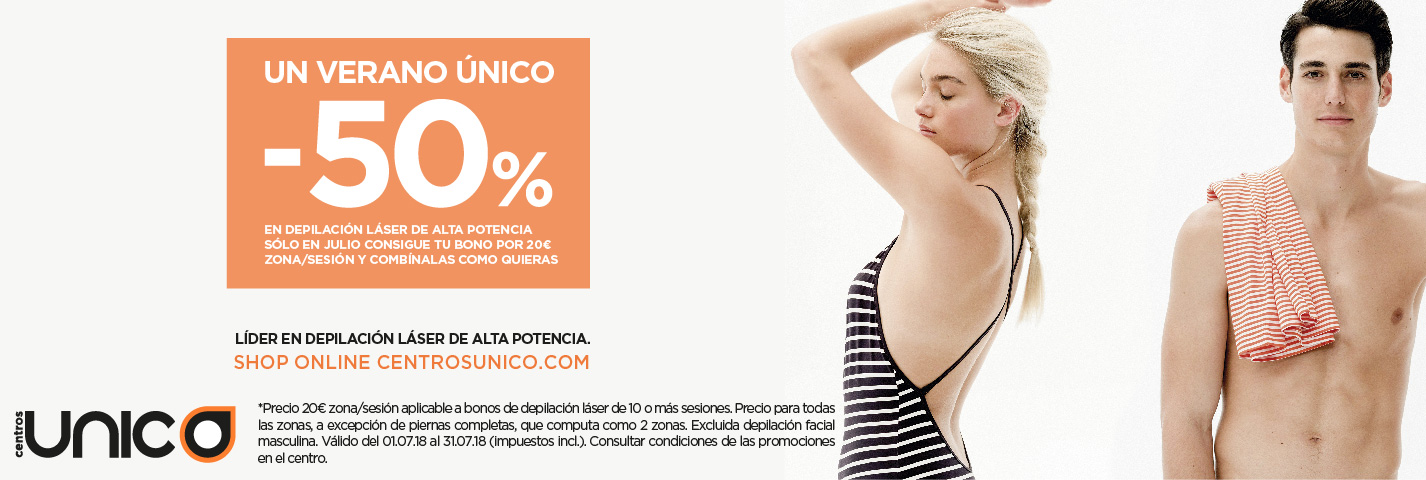 UN VERANO ÚNICO
-50%
EN DEPILACIÓN LÁSER DE ALTA POTENCIA
SÓLO EN JULIO CONSIGUE TU BONO POR 20€
ZONA/SESIÓN Y COMBÍNALAS COMO QUIERAS
LÍDER EN DEPILACIÓN LÁSER DE ALTA POTENCIA.
SHOP ONLINE CENTROSUNICO.COM
centros
UNICO
*Precio 20€ zona/sesión aplicable a bonos de depilación láser de 10 o más sesiones. Precio para todas
las zonas, a excepción de piernas completas, que computa como 2 zonas. Excluida depilación facial
masculina. Válido del 01.07.18 al 31.07.18 (impuestos incl.). Consultar condiciones de las promociones
en el centro.